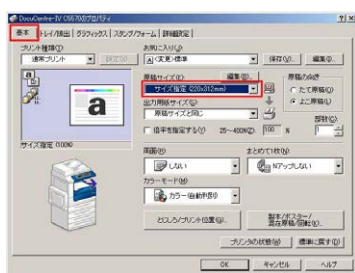 DocuCentre-IV C5570のプロパティ
基本 トレイ/排出 グラフィックス スタンプ/フォーム 詳細設定
プリント種類(T)
通常プリント
設定(S)
お気に入り(J)
(変更)標準
保存(V)...
編集(E)...
a
サイズ指定 (100%)
原稿サイズ(E)
編集(I)...
サイズ指定 (220x312mm)
出力用紙サイズ(Z)
原稿サイズと同じ
倍率を指定する(Y) 25~400%(Z) 100 %
原稿の向き
たて原稿(Q)
よこ原稿(L)
部数(C)
1
両面(R)
しない
まとめて1枚(N)
Nアップ:しない
カラーモード(M)
カラー(自動判別)
とじしろ/プリント位置(G)...
製本/ポスター/
混在原稿/回転(K)...
プリンタの状態(W)
標準に戻す(D)
OK キャンセル ヘルプ